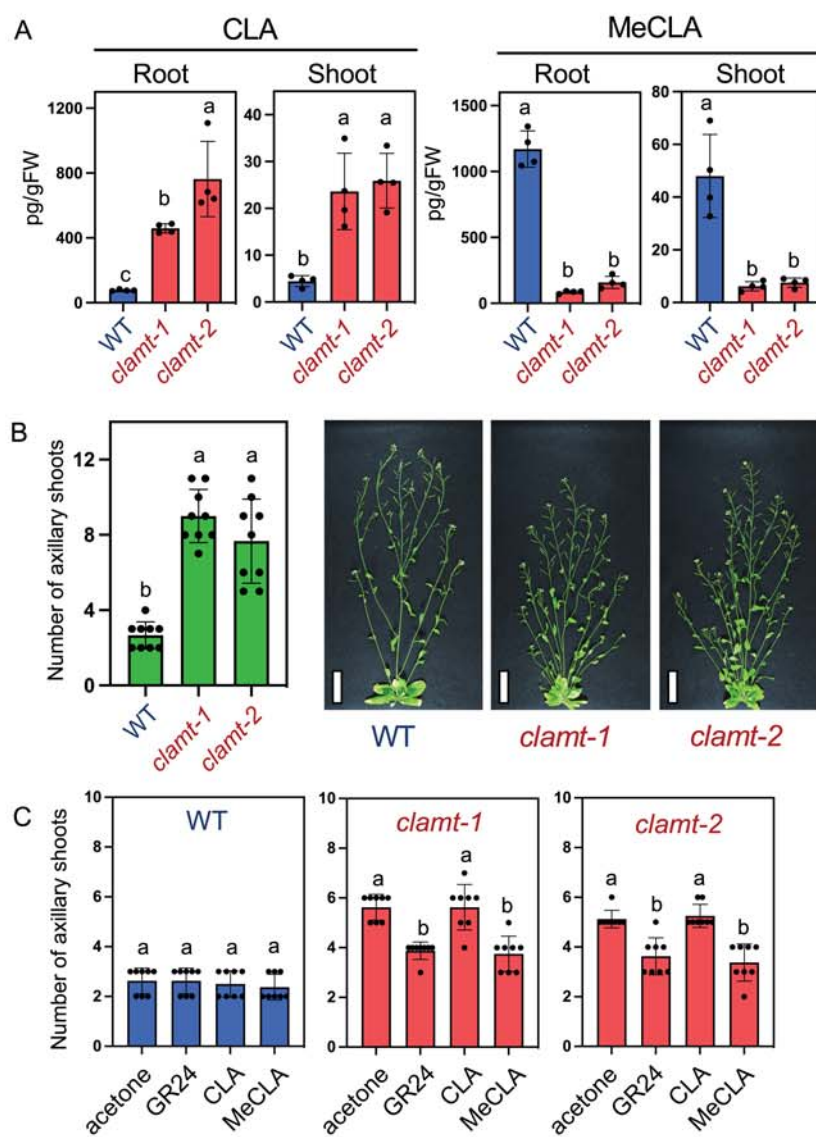 A
CLA
MeCLA
Root
Shoot
Root
Shoot
pg/gFW
1200
800
400
0
c
b
a
WT
clamt-1
clamt-2
40
30
20
10
0
b
a
a
WT
clamt-1
clamt-2
pg/gFW
1500
1000
500
0
a
b
b
WT
clamt-1
clamt-2
80
60
40
20
0
a
b
b
WT
clamt-1
clamt-2
B
Number of axillary shoots
12
8
4
0
b
a
a
WT
clamt-1
clamt-2
WT
clamt-1
clamt-2
C
Number of axillary shoots
10
8
6
4
2
0
WT
a
a
a
a
acetone
GR24
CLA
MeCLA
10
8
6
4
2
0
clamt-1
a
b
a
b
acetone
GR24
CLA
MeCLA
10
8
6
4
2
0
clamt-2
a
b
a
b
acetone
GR24
CLA
MeCLA